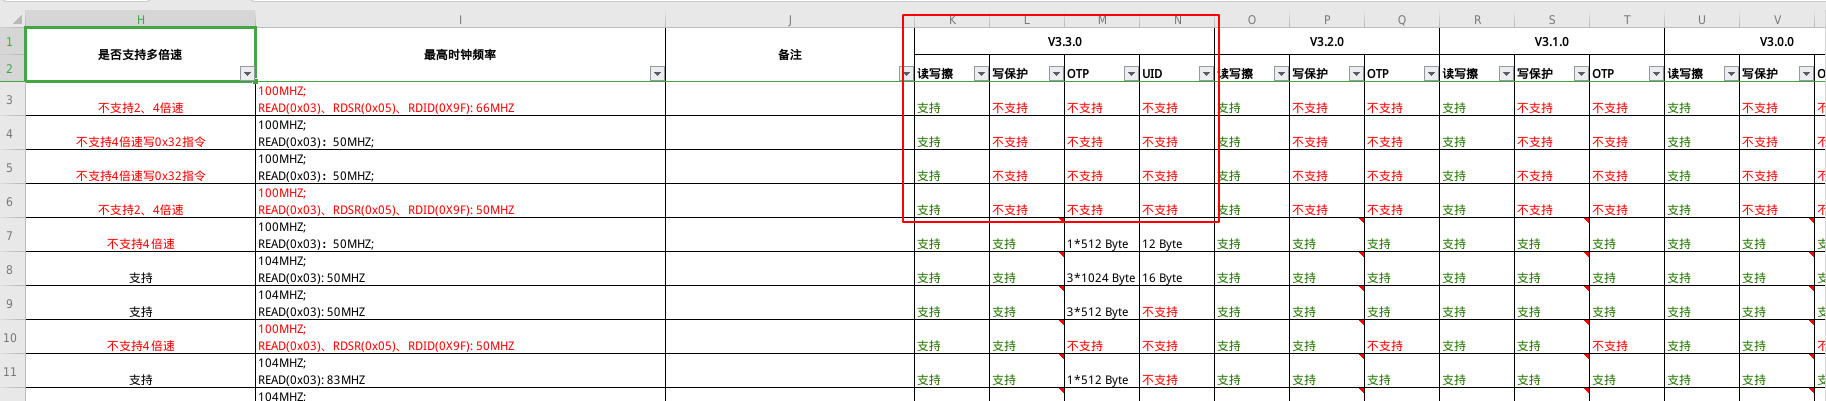 H I J K L M N O P Q R S T U V
1 是否支持多倍速 最高时钟频率 备注 V3.3.0 V3.2.0 V3.1.0 V3.0.0
2 读写擦 写保护 OTP UID 读写擦 写保护 OTP 读写擦 写保护 OTP 读写擦 写保护
100MHZ;
3 不支持2、4倍速 READ(0x03)、RDSR(0x05)、RDID(0X9F): 66MHZ 支持 不支持 不支持 不支持 支持 不支持 不支持 支持 不支持 不支持 支持 不支持
100MHZ;
4 不支持4倍速写0x32指令 READ(0x03)：50MHZ; 支持 不支持 不支持 不支持 支持 不支持 不支持 支持 不支持 不支持 支持 不支持
100MHZ;
5 不支持4倍速写0x32指令 READ(0x03)：50MHZ; 支持 不支持 不支持 不支持 支持 不支持 不支持 支持 不支持 不支持 支持 不支持
100MHZ;
6 不支持2、4倍速 READ(0x03)、RDSR(0x05)、RDID(0X9F): 50MHZ 支持 不支持 不支持 不支持 支持 不支持 不支持 支持 不支持 不支持 支持 不支持
100MHZ;
7 不支持4倍速 READ(0x03)：50MHZ; 支持 支持 1*512 Byte 12 Byte 支持 支持 支持 支持 支持 支持 支持 支持
104MHZ;
8 支持 READ(0x03): 50MHZ 支持 支持 3*1024 Byte 16 Byte 支持 支持 支持 支持 支持 支持 支持 支持
104MHZ;
9 支持 READ(0x03): 50MHZ 支持 支持 3*512 Byte 不支持 支持 支持 支持 支持 支持 支持 支持 支持
100MHZ;
10 不支持4倍速 READ(0x03)、RDSR(0x05)、RDID(0X9F): 50MHZ 支持 支持 不支持 不支持 支持 支持 不支持 支持 支持 不支持 支持 支持
104MHZ;
11 支持 READ(0x03): 83MHZ 支持 支持 1*512 Byte 不支持 支持 支持 支持 支持 支持 支持 支持 支持
104MHZ;